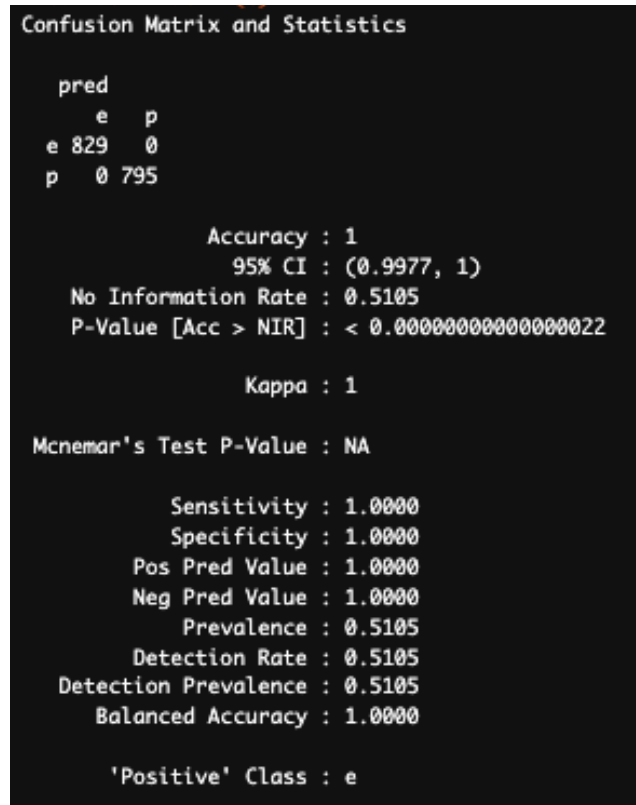 Confusion Matrix and Statistics
pred
e p
e 829 0
p 0 795
Accuracy : 1
95% CI : (0.9977, 1)
No Information Rate : 0.5105
P-Value [Acc > NIR] : < 0.00000000000000022
Kappa : 1
Mcnemar's Test P-Value : NA
Sensitivity : 1.0000
Specificity : 1.0000
Pos Pred Value : 1.0000
Neg Pred Value : 1.0000
Prevalence : 0.5105
Detection Rate : 0.5105
Detection Prevalence : 0.5105
Balanced Accuracy : 1.0000
'Positive' Class : e